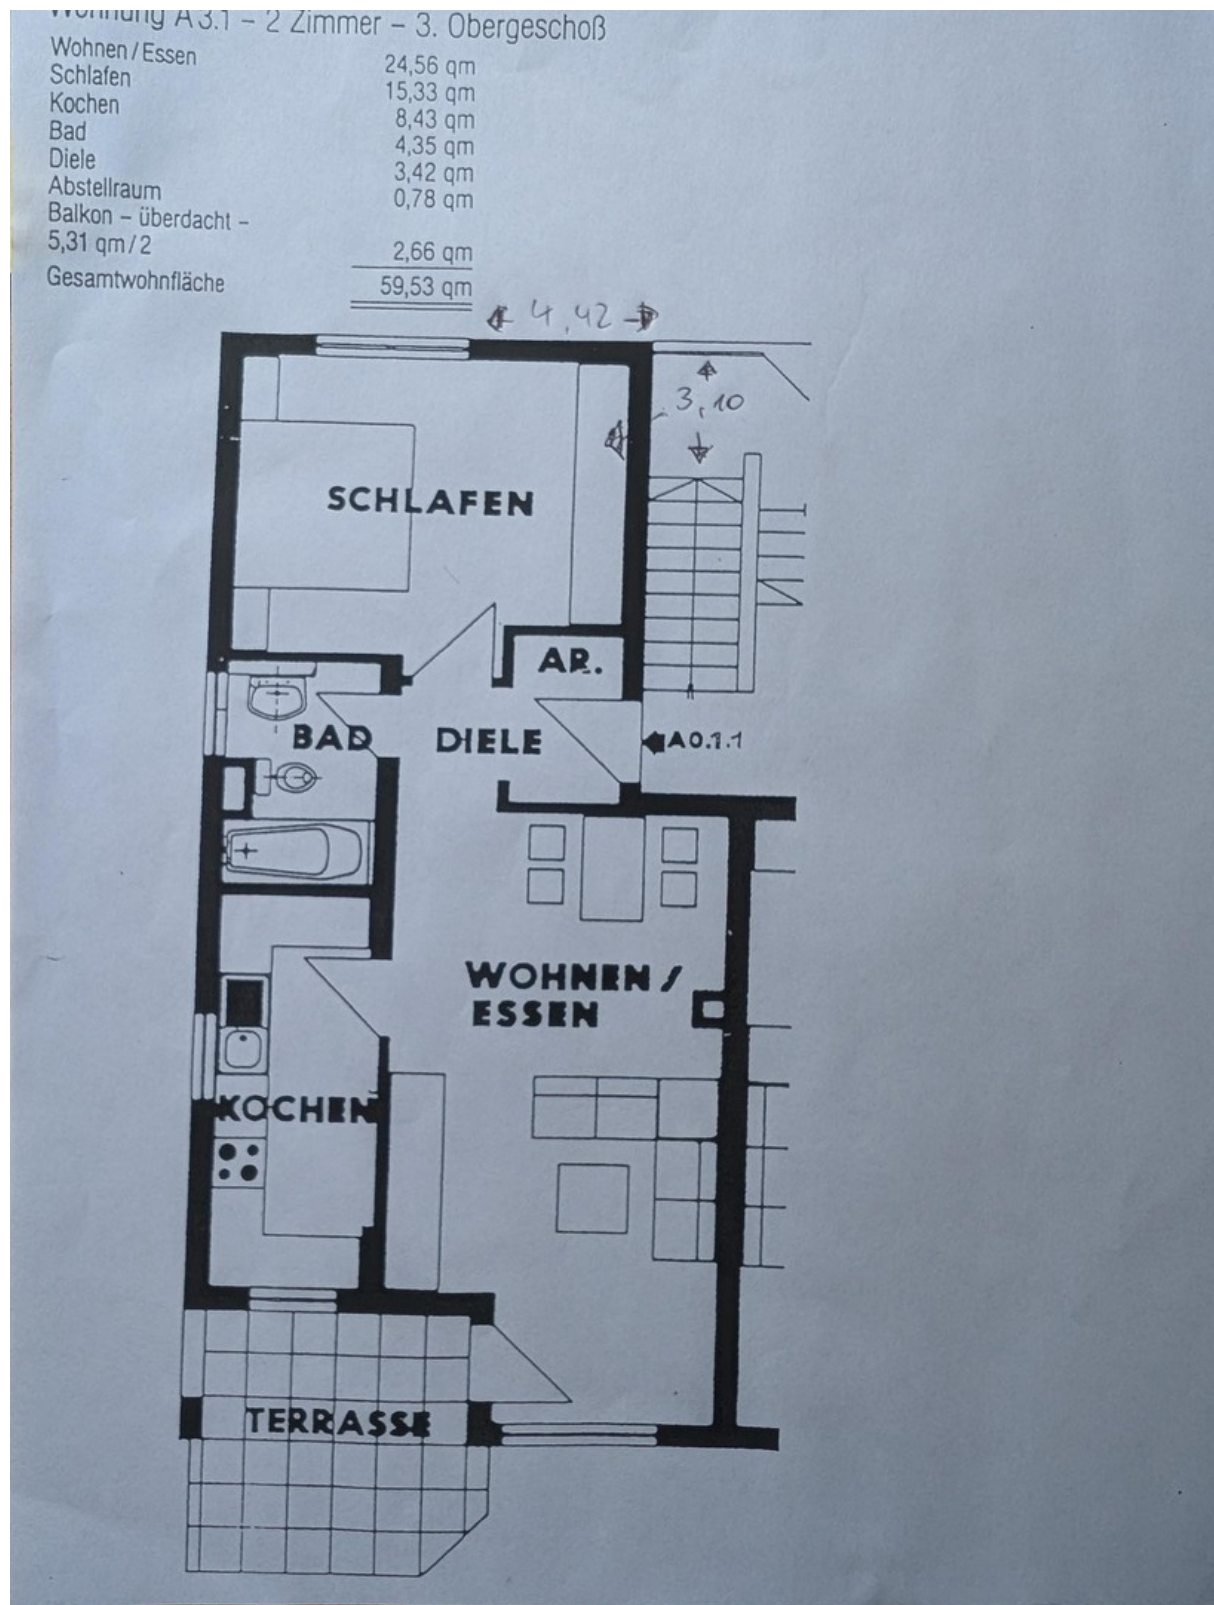 Wohnung A 3.1 – 2 Zimmer – 3. Obergeschoß
Wohnen / Essen 24,56 qm
Schlafen 15,33 qm
Kochen 8,43 qm
Bad 4,35 qm
Diele 3,42 qm
Abstellraum 0,78 qm
Balkon – überdacht –
5,31 qm / 2 2,66 qm
Gesamtwohnfläche 59,53 qm
4,42
3,10
SCHLAFEN
AR.
BAD
DIELE
A0.1.1
WOHNEN /
ESSEN
KOCHEN
TERRASSE